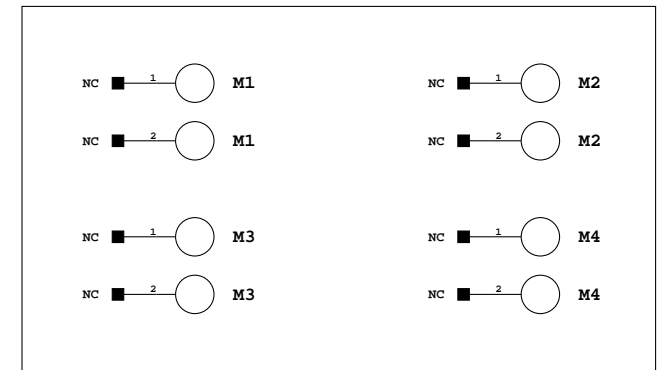 NC 1 M1 NC 1 M2
NC 2 M1 NC 2 M2
NC 1 M3 NC 1 M4
NC 2 M3 NC 2 M4